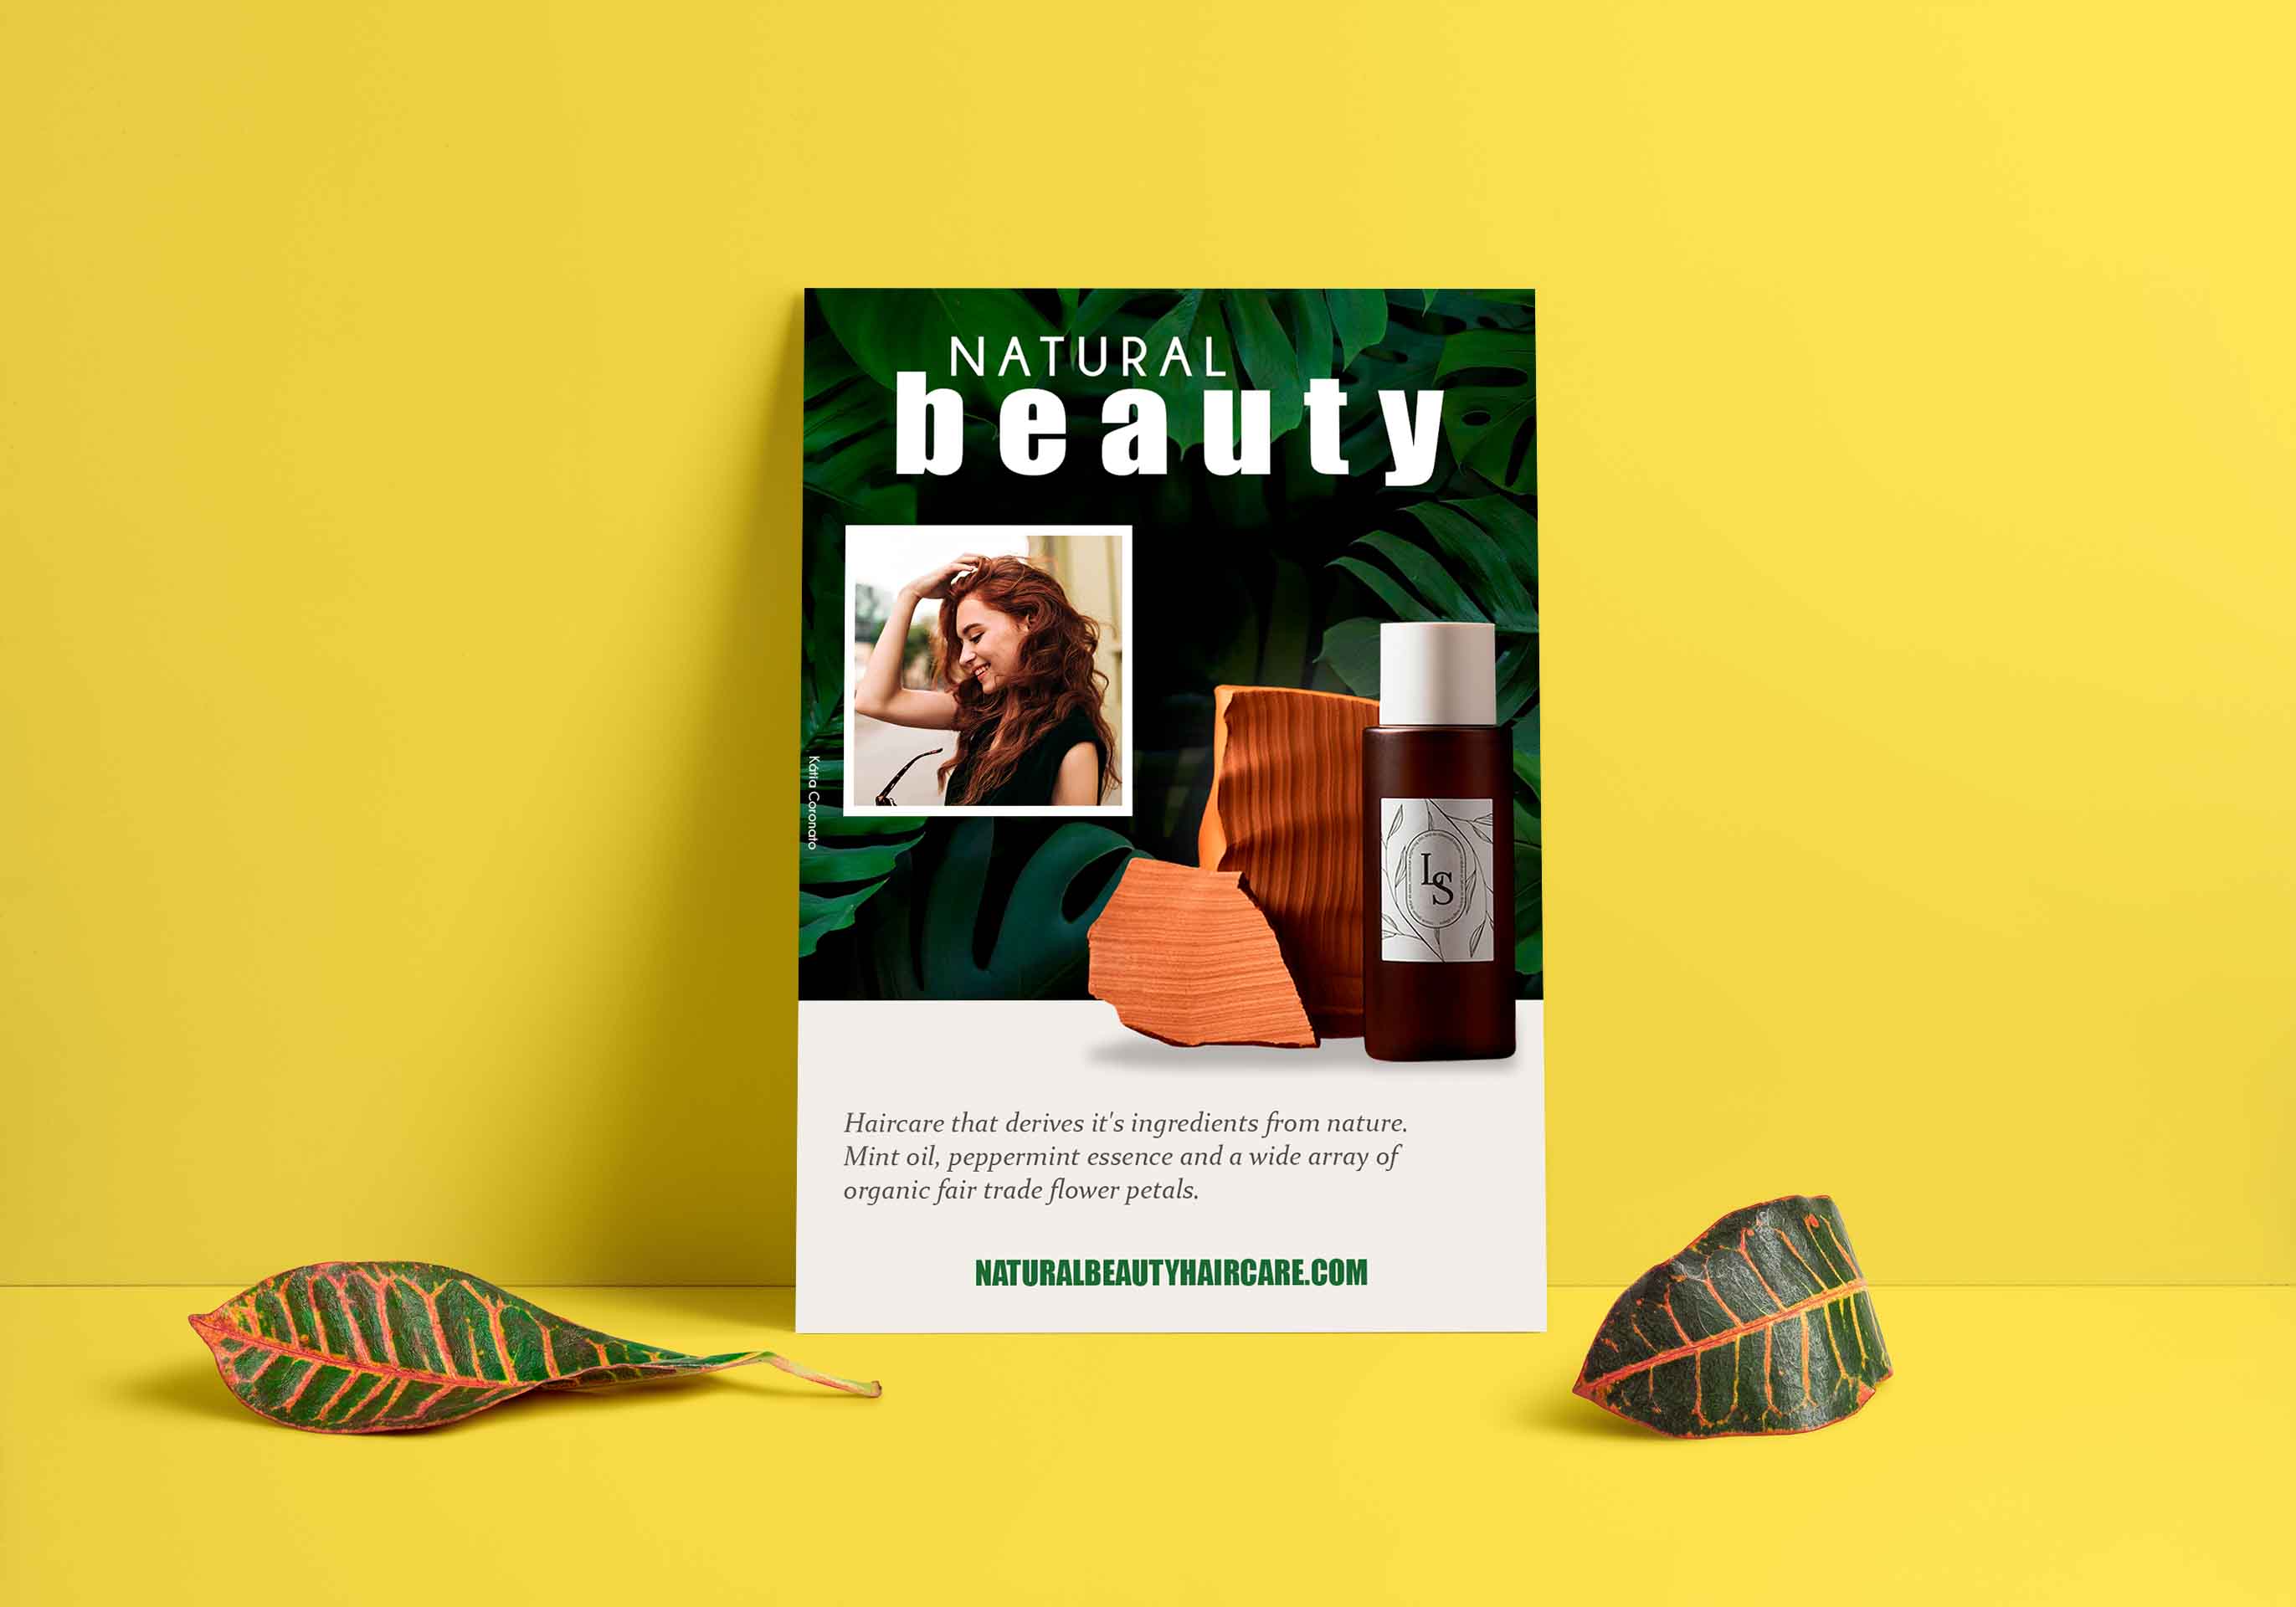 NATURAL
beauty
Kátia Coronato
LS
Haircare that derives it's ingredients from nature.
Mint oil, peppermint essence and a wide array of
organic fair trade flower petals.
NATURALBEAUTYHAIRCARE.COM